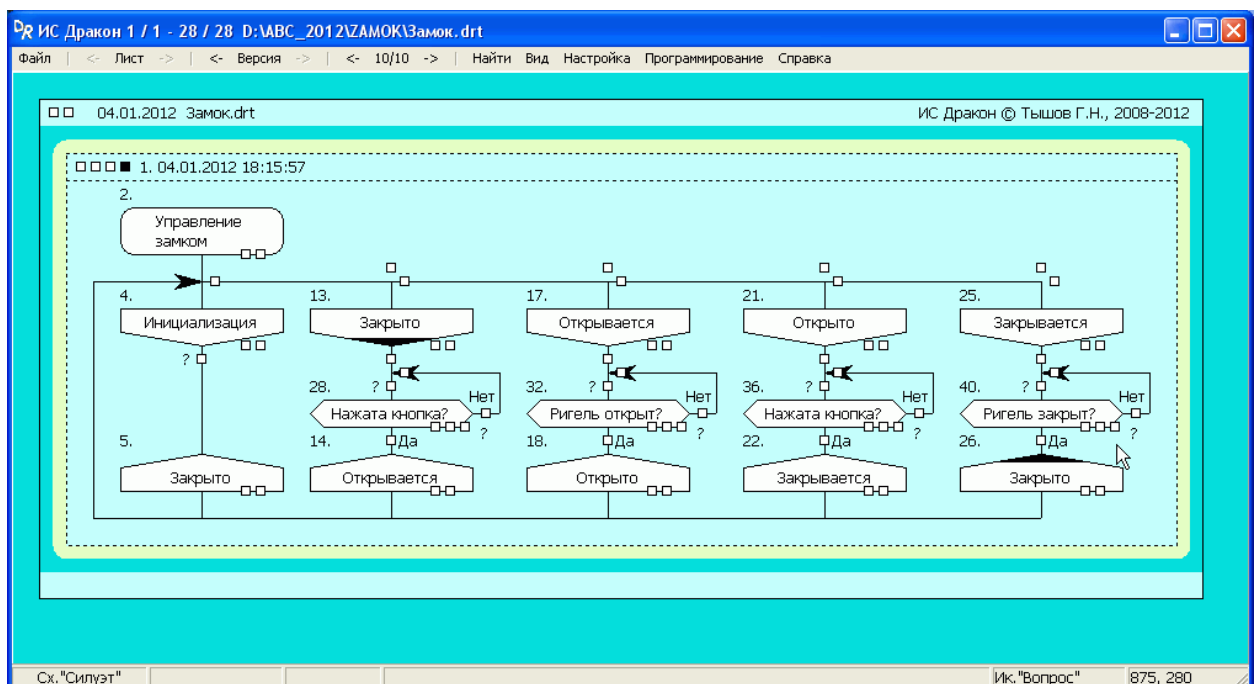 ИС Дракон 1 / 1 - 28 / 28 D:\ABC_2012\ZAMOK\Замок.drt
Файл | <- Лист -> | <- Версия -> | <- 10/10 -> | Найти Вид Настройка Программирование Справка
04.01.2012 Замок.drt ИС Дракон © Тышов Г.Н., 2008-2012
1. 04.01.2012 18:15:57
2.
Управление
замком
4. 13. 17. 21. 25.
Инициализация Закрыто Открывается Открыто Закрывается
?
28. ? 32. ? 36. ? 40. ?
Нет Нет Нет Нет
Нажата кнопка? Ригель открыт? Нажата кнопка? Ригель закрыт?
? ? ? ?
5. 14. Да 18. Да 22. Да 26. Да
Закрыто Открывается Открыто Закрывается Закрыто
Сх."Силуэт" Ик."Вопрос" 875, 280